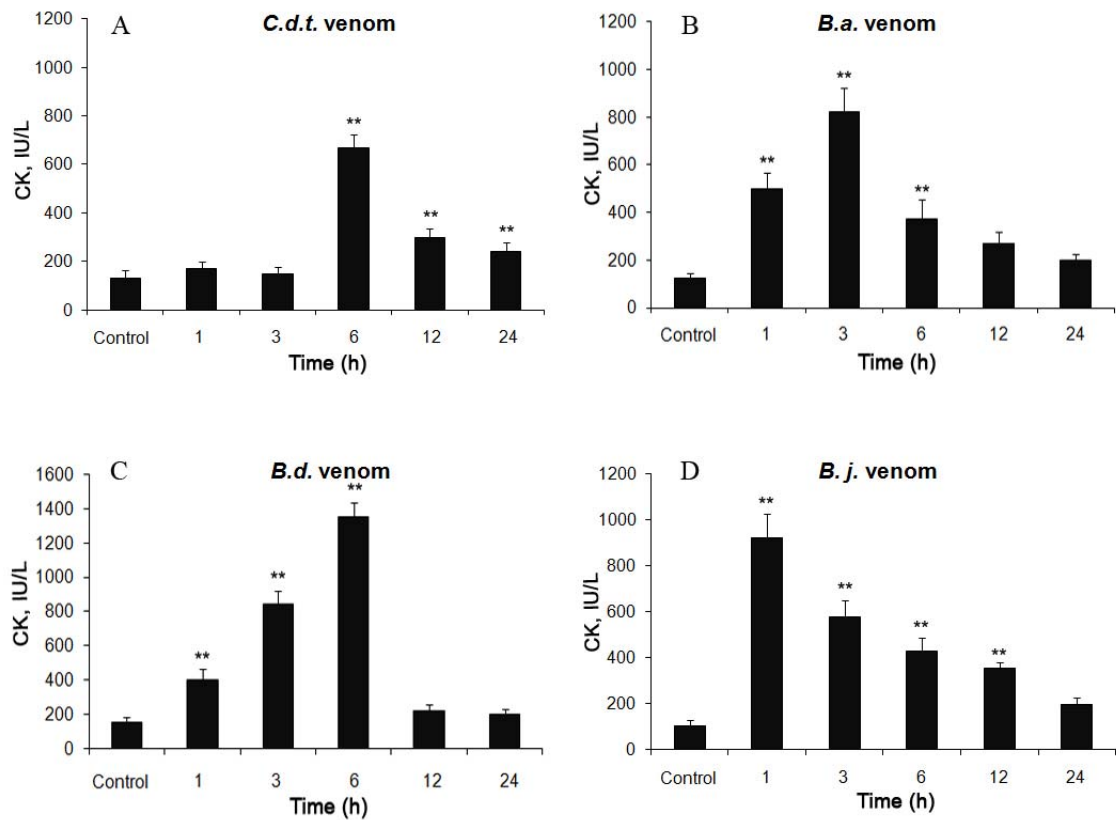 A
C.d.t. venom
1200
1000
800
600
400
200
0
CK, IU/L
**
**
**
Control 1 3 6 12 24
Time (h)
B
B.a. venom
1200
1000
800
600
400
200
0
CK, IU/L
**
**
**
Control 1 3 6 12 24
Time (h)
C
B.d. venom
1600
1400
1200
1000
800
600
400
200
0
CK, IU/L
**
**
**
Control 1 3 6 12 24
Time (h)
D
B. j. venom
1200
1000
800
600
400
200
0
CK, IU/L
**
**
**
**
Control 1 3 6 12 24
Time (h)